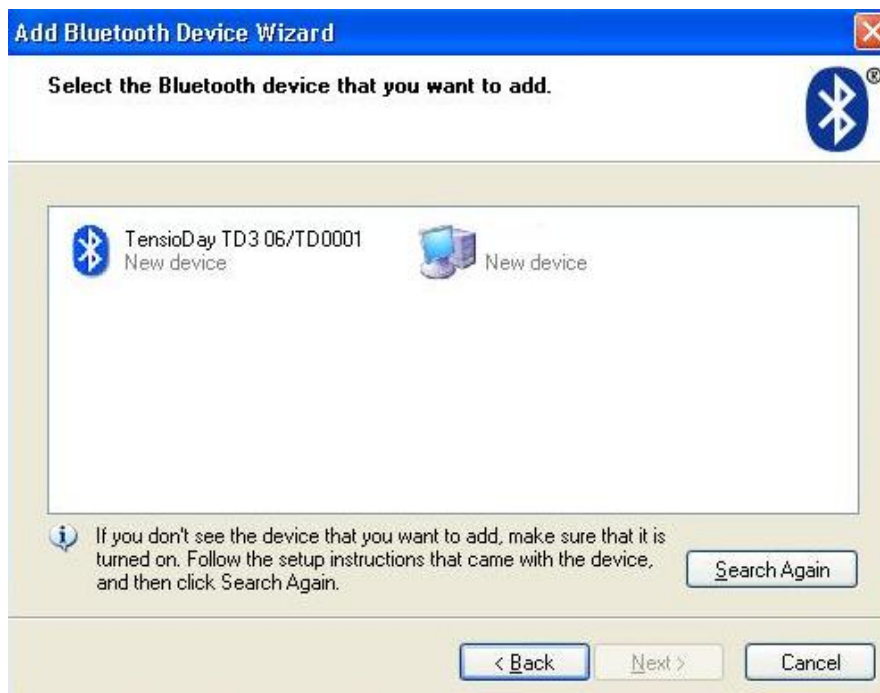 Add Bluetooth Device Wizard
Select the Bluetooth device that you want to add.
®
TensioDay TD3 06/TD0001
New device
New device
If you don't see the device that you want to add, make sure that it is
turned on. Follow the setup instructions that came with the device,
and then click Search Again.
Search Again
< Back
Next >
Cancel